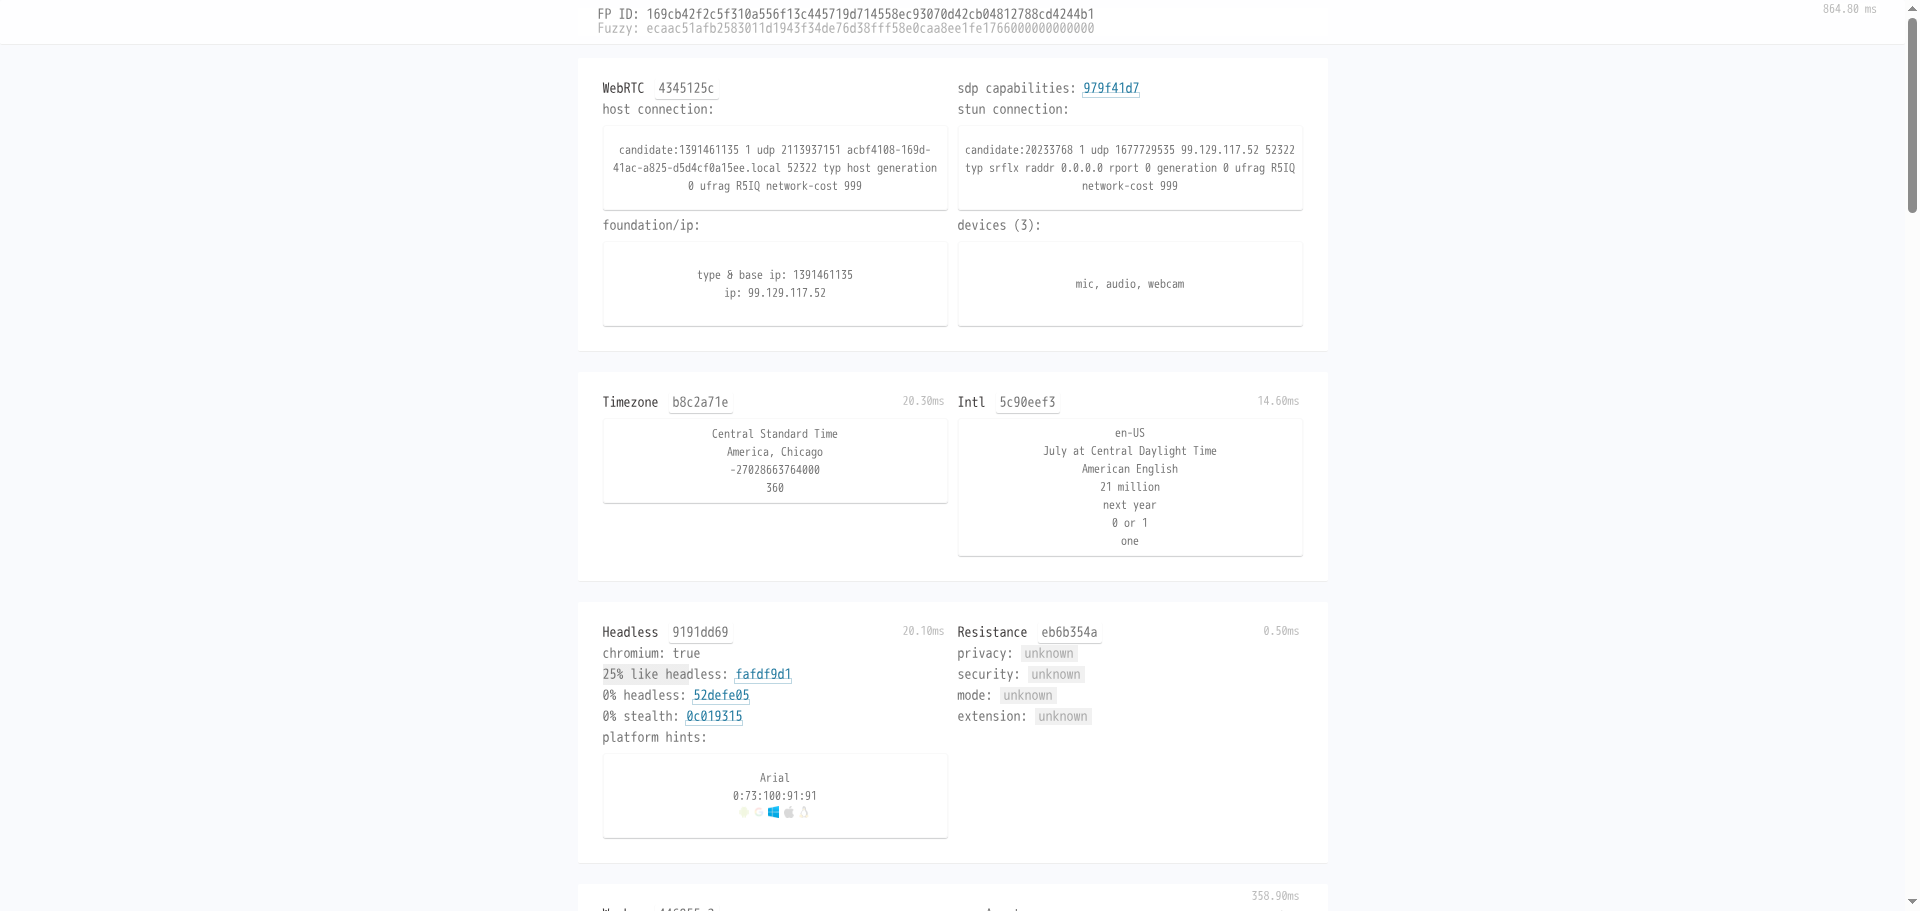 FP ID: 169cb42f2c5f310a556f13c445719d714558ec93070d42cb04812788cd4244b1
864.80 ms
Fuzzy: ecaac51afb2583011d1943f34de76d38fff58e0caa8ee1fe1766000000000000
WebRTC 4345125c
host connection:
candidate:1391461135 1 udp 2113937151 acbf4108-169d-
41ac-a825-d5d4cf0a15ee.local 52322 typ host generation
0 ufrag R5IQ network-cost 999
foundation/ip:
type & base ip: 1391461135
ip: 99.129.117.52
sdp capabilities: 979f41d7
stun connection:
candidate:20233768 1 udp 1677729535 99.129.117.52 52322
typ srflx raddr 0.0.0.0 rport 0 generation 0 ufrag R5IQ
network-cost 999
devices (3):
mic, audio, webcam
Timezone b8c2a71e 20.30ms
Central Standard Time
America, Chicago
-27028663764000
360
Intl 5c90eef3 14.60ms
en-US
July at Central Daylight Time
American English
21 million
next year
0 or 1
one
Headless 9191dd69 20.10ms
chromium: true
25% like headless: fafdf9d1
0% headless: 52defe05
0% stealth: 0c019315
platform hints:
Arial
0:73:100:91:91
Resistance eb6b354a 0.50ms
privacy: unknown
security: unknown
mode: unknown
extension: unknown
358.90ms